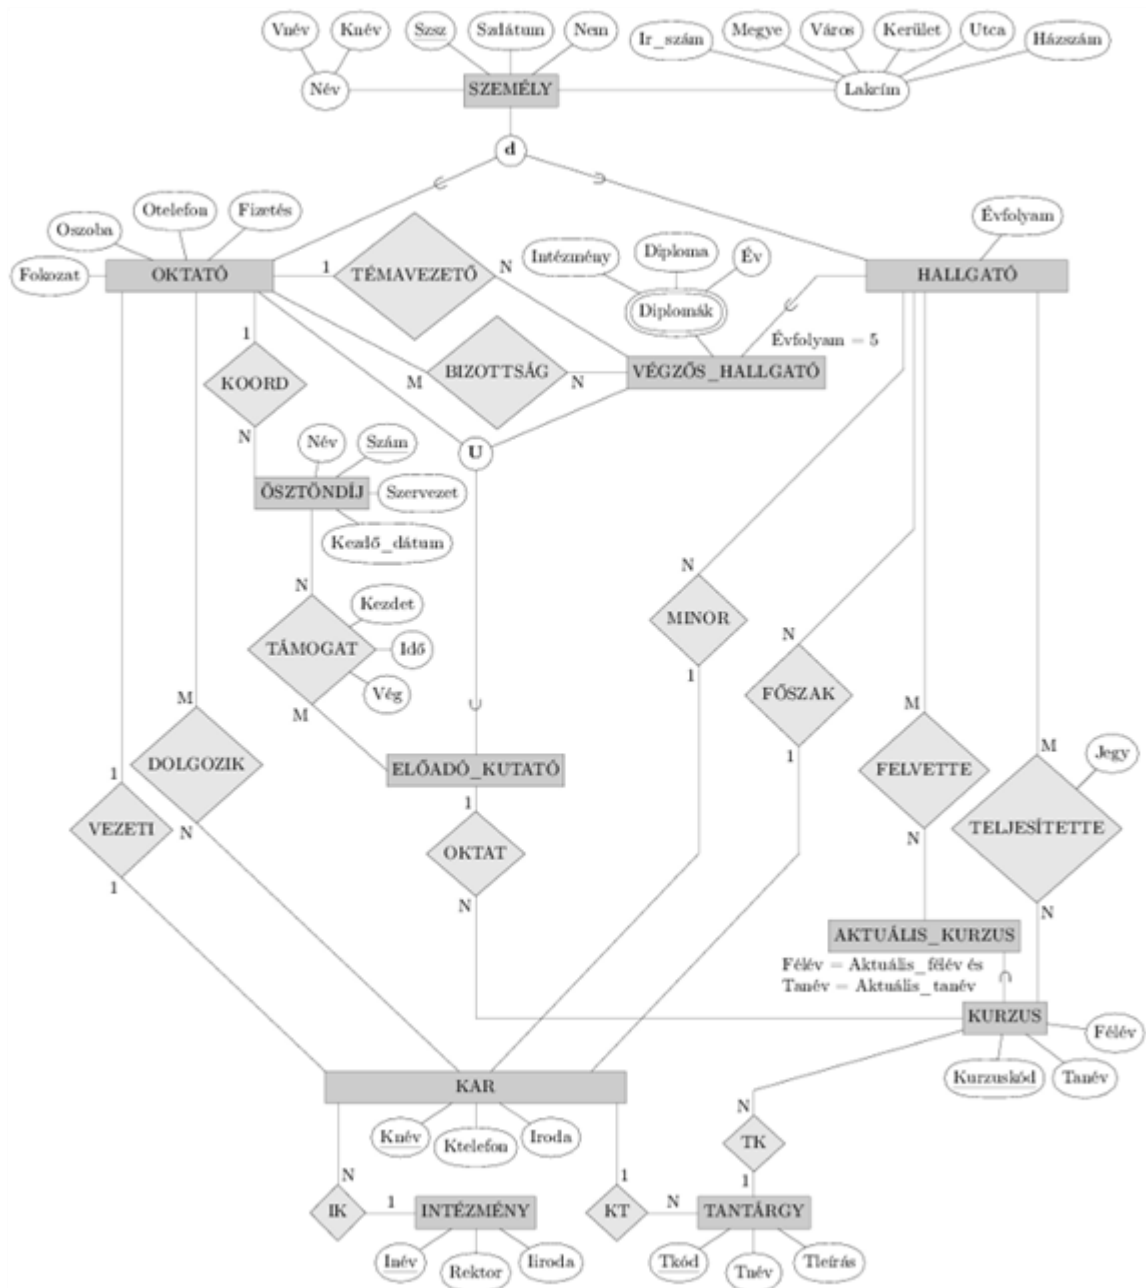 Vnév Knév Szsz Szdátum Nem Ir_szám Megye Város Kerület Utca Házszám
Név SZEMÉLY Lakcím
d
Oszoba Otelefon Fizetés Évfolyam
Fokozat OKTATÓ 1 TÉMAVEZETŐ N Intézmény Diploma Év HALLGATÓ
Diplomák
Évfolyam = 5
1
KOORD M BIZOTTSÁG N VÉGZŐS_HALLGATÓ
N
Név Szám U
ÖSZTÖNDÍJ Szervezet
Kezdő_dátum
N N
Kezdet MINOR N
TÁMOGAT Idő 1 FŐSZAK
Vég
M M M
DOLGOZIK ELŐADÓ_KUTATÓ 1 FELVETTE M Jegy
1 1
VEZETI N OKTAT N TELJESÍTETTE
1 N N
AKTUÁLIS_KURZUS
Félév = Aktuális_félév és
Tanév = Aktuális_tanév
KURZUS Félév
KAR Kurzuskód Tanév
Knév Ktelefon Iroda N
TK
N 1 1
IK 1 INTÉZMÉNY KT N TANTÁRGY
Inév Rektor Iiroda Tkód Tnév Tleírás